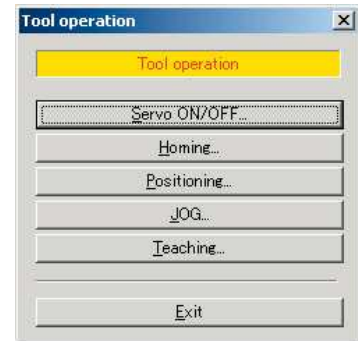 Tool operation
Tool operation
Servo ON/OFF...
Homing...
Positioning...
JOG...
Teaching...
Exit